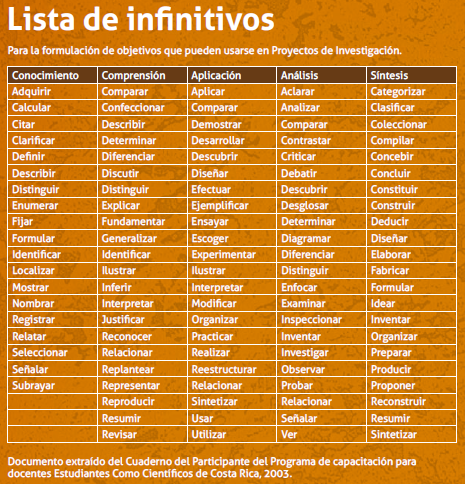 Lista de infinitivos
Para la formulación de objetivos que pueden usarse en Proyectos de Investigación.
Conocimiento Comprensión Aplicación Análisis Síntesis
Adquirir Comparar Aplicar Aclarar Categorizar
Calcular Confeccionar Comparar Analizar Clasificar
Citar Describir Demostrar Comparar Coleccionar
Clarificar Determinar Desarrollar Contrastar Compilar
Definir Diferenciar Descubrir Criticar Concebir
Describir Discutir Diseñar Debatir Concluir
Distinguir Distinguir Efectuar Descubrir Constituir
Enumerar Explicar Ejemplificar Desglosar Construir
Fijar Fundamentar Ensayar Determinar Deducir
Formular Generalizar Escoger Diagramar Diseñar
Identificar Identificar Experimentar Diferenciar Elaborar
Localizar Ilustrar Ilustrar Distinguir Fabricar
Mostrar Inferir Interpretar Enfocar Formular
Nombrar Interpretar Modificar Examinar Idear
Registrar Justificar Organizar Inspeccionar Inventar
Relatar Reconocer Practicar Inventar Organizar
Seleccionar Relacionar Realizar Investigar Preparar
Señalar Replantear Reestructurar Observar Producir
Subrayar Representar Relacionar Probar Proponer
Reproducir Sintetizar Relacionar Reconstruir
Resumir Usar Señalar Resumir
Revisar Utilizar Ver Sintetizar
Documento extraído del Cuaderno del Participante del Programa de capacitación para
docentes Estudiantes Como Científicos de Costa Rica, 2003.